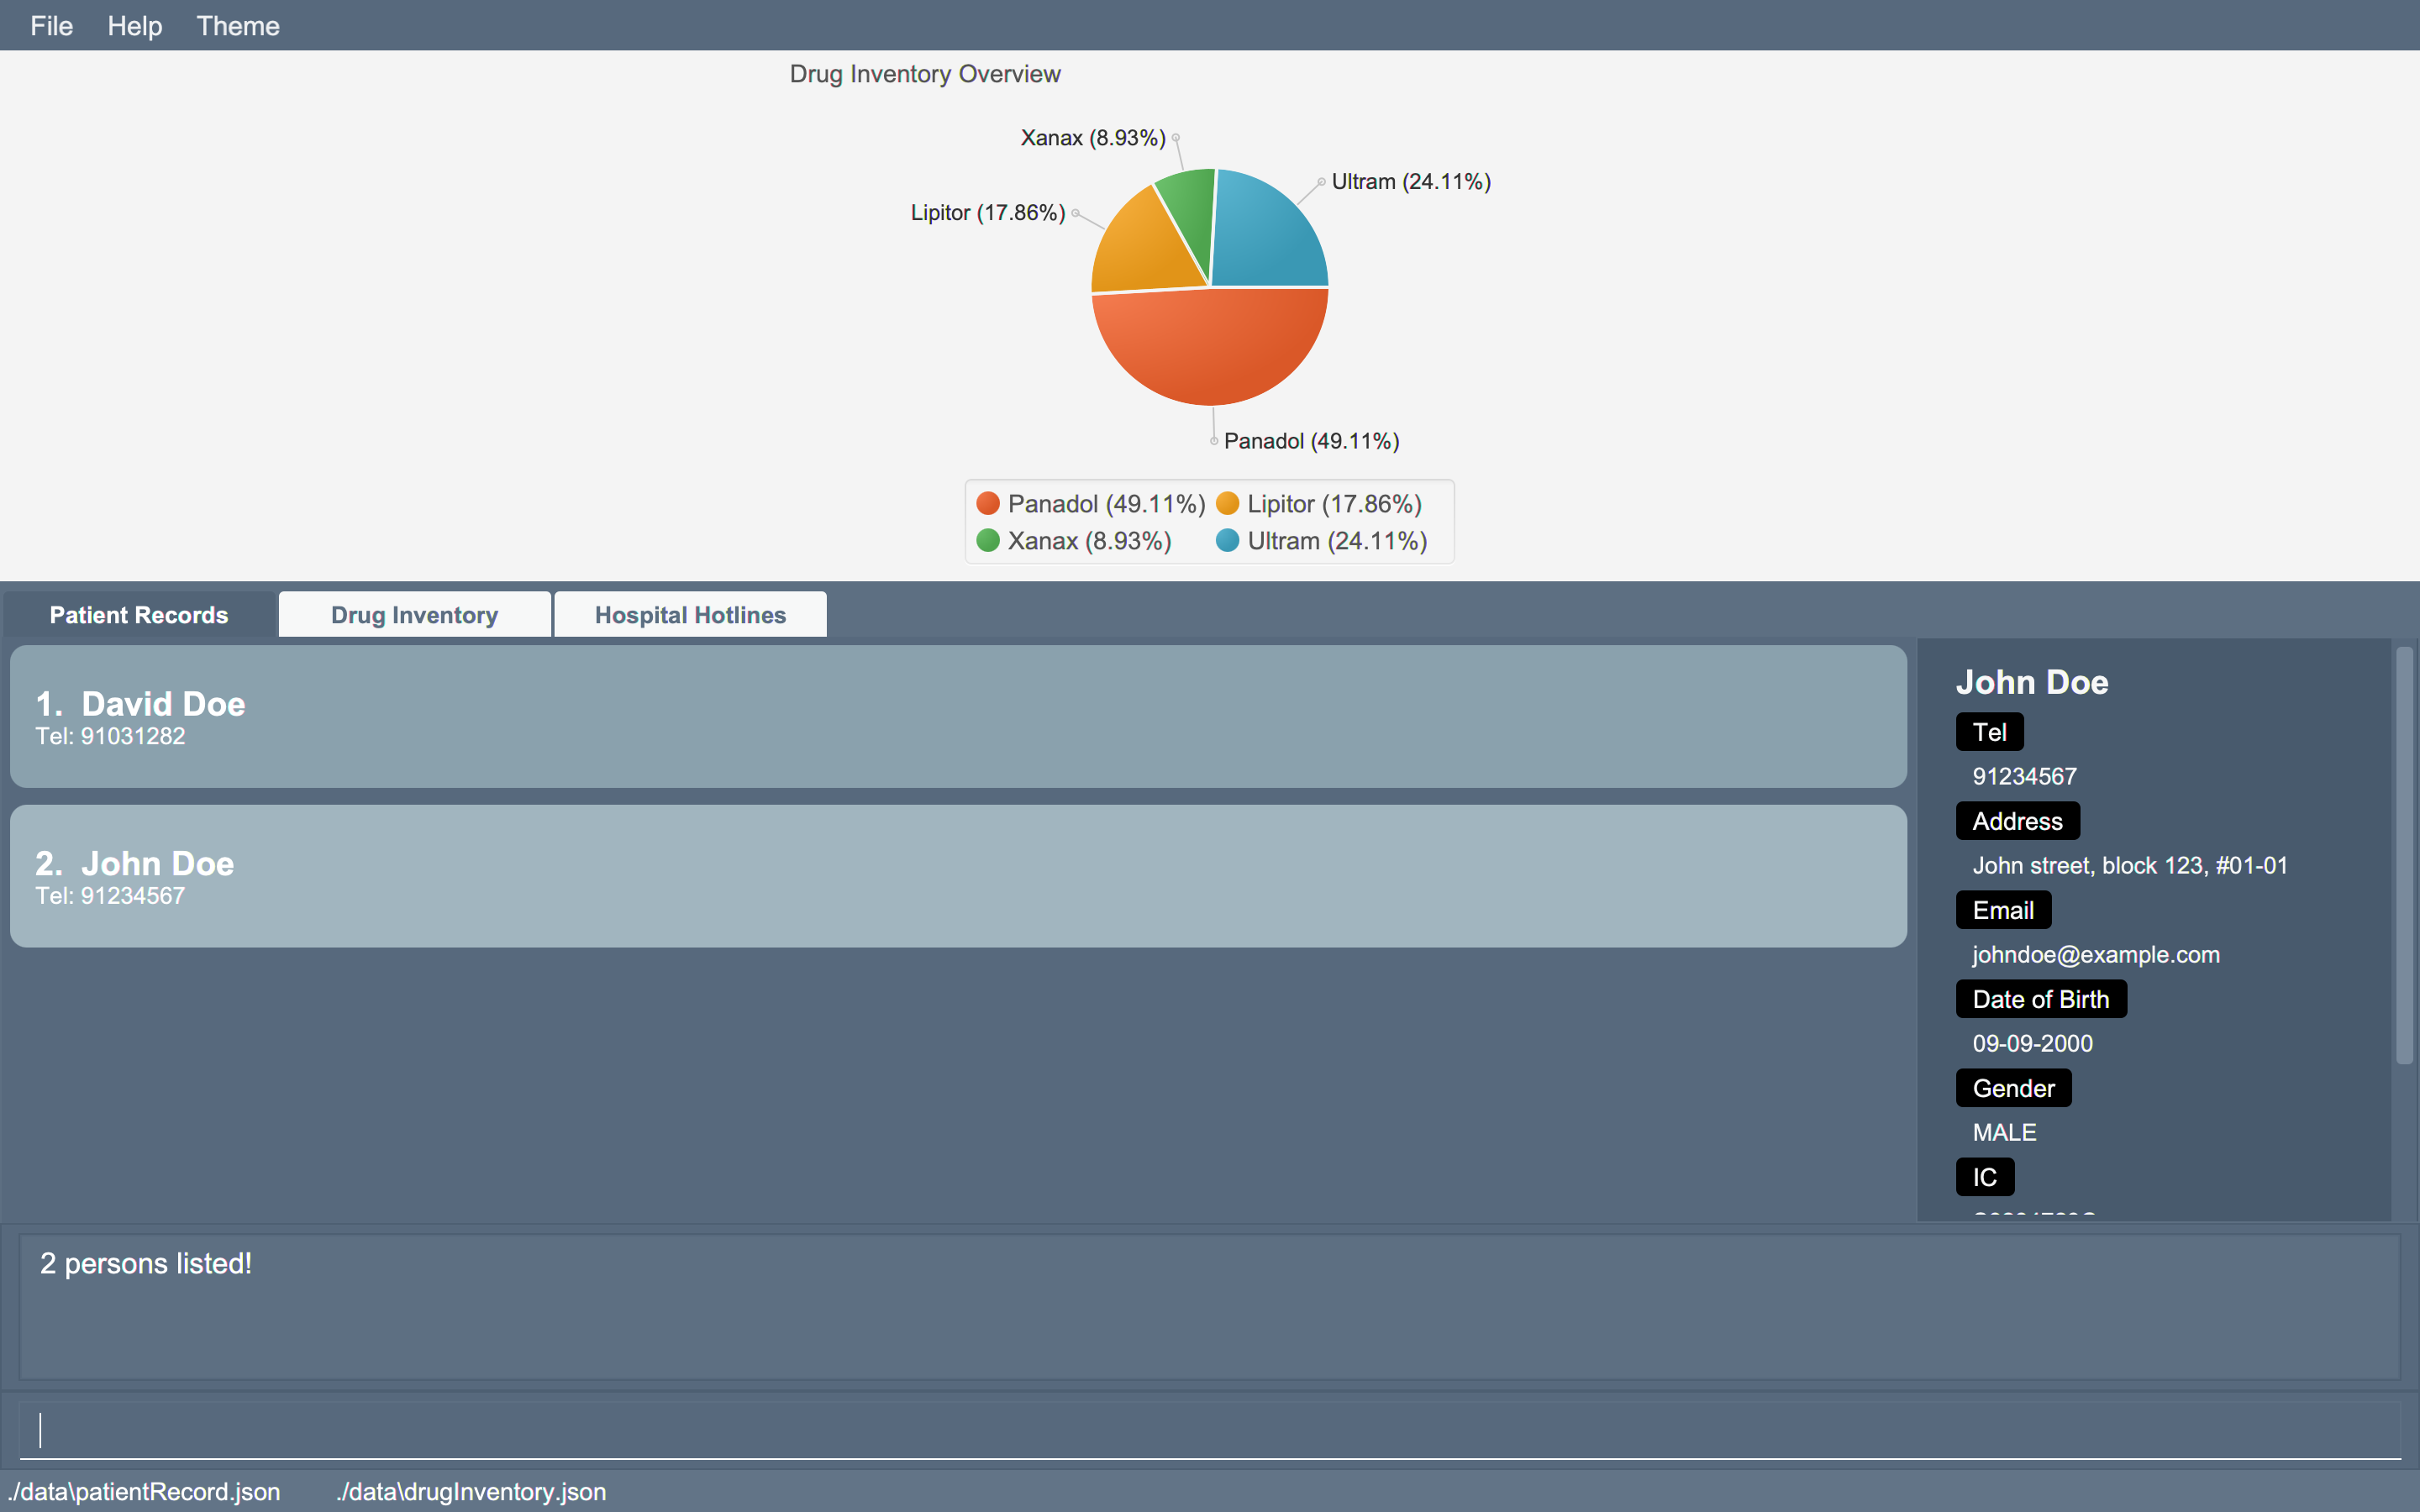 File Help Theme
Drug Inventory Overview
Xanax (8.93%)
Ultram (24.11%)
Lipitor (17.86%)
Panadol (49.11%)
Panadol (49.11%) Lipitor (17.86%)
Xanax (8.93%) Ultram (24.11%)
Patient Records Drug Inventory Hospital Hotlines
1. David Doe
Tel: 91031282
2. John Doe
Tel: 91234567
John Doe
Tel
91234567
Address
John street, block 123, #01-01
Email
johndoe@example.com
Date of Birth
09-09-2000
Gender
MALE
IC
2 persons listed!
./data\patientRecord.json ./data\drugInventory.json